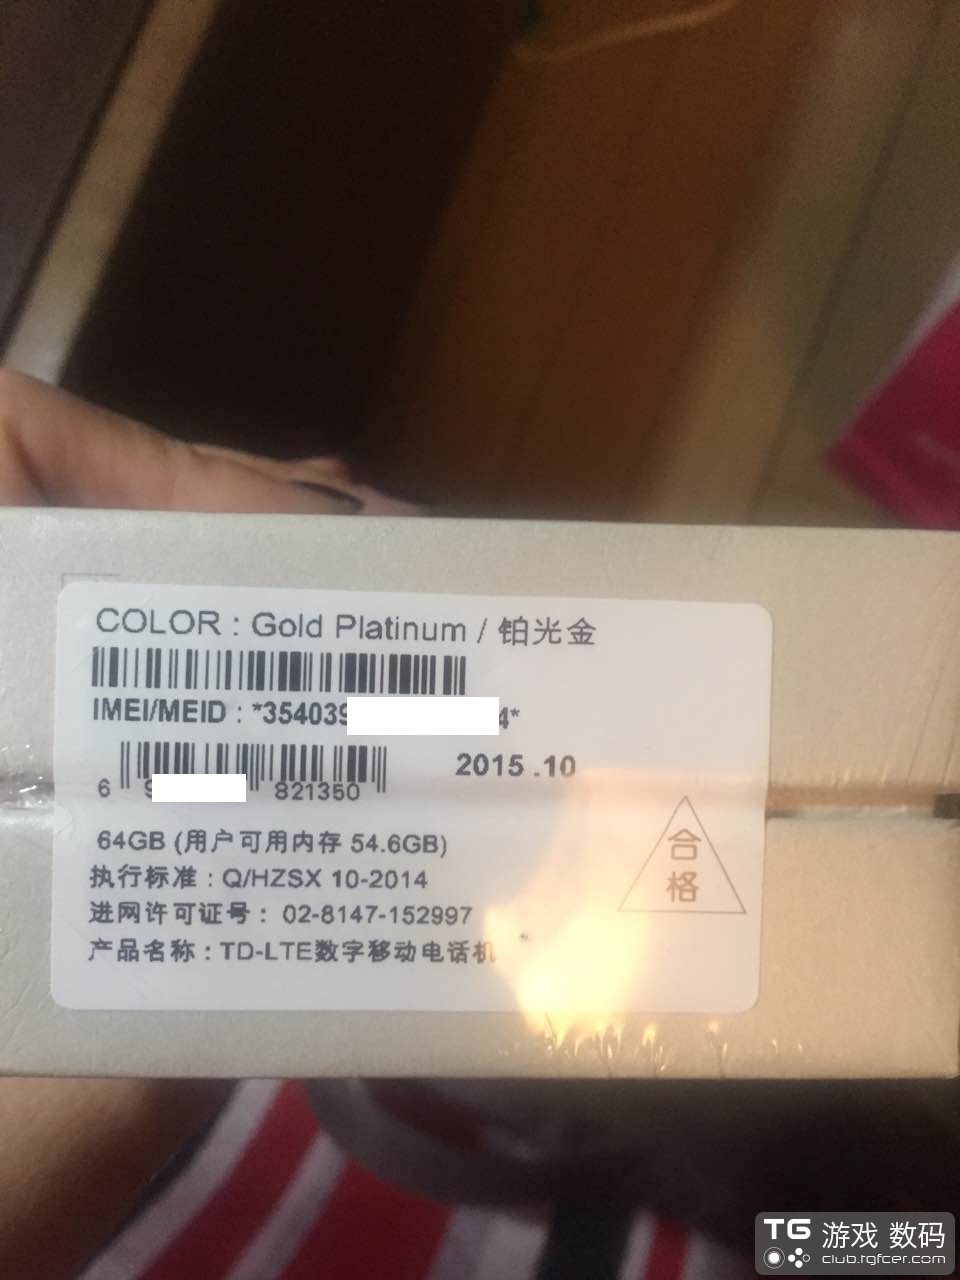 COLOR : Gold Platinum / 铂光金
IMEI/MEID : *354039 4*
6 9 821350
2015 .10
64GB (用户可用内存 54.6GB)
执行标准 : Q/HZSX 10-2014
进网许可证号 : 02-8147-152997
产品名称 : TD-LTE数字移动电话机
合
格
TG 游戏 数码
club.tgfcer.com